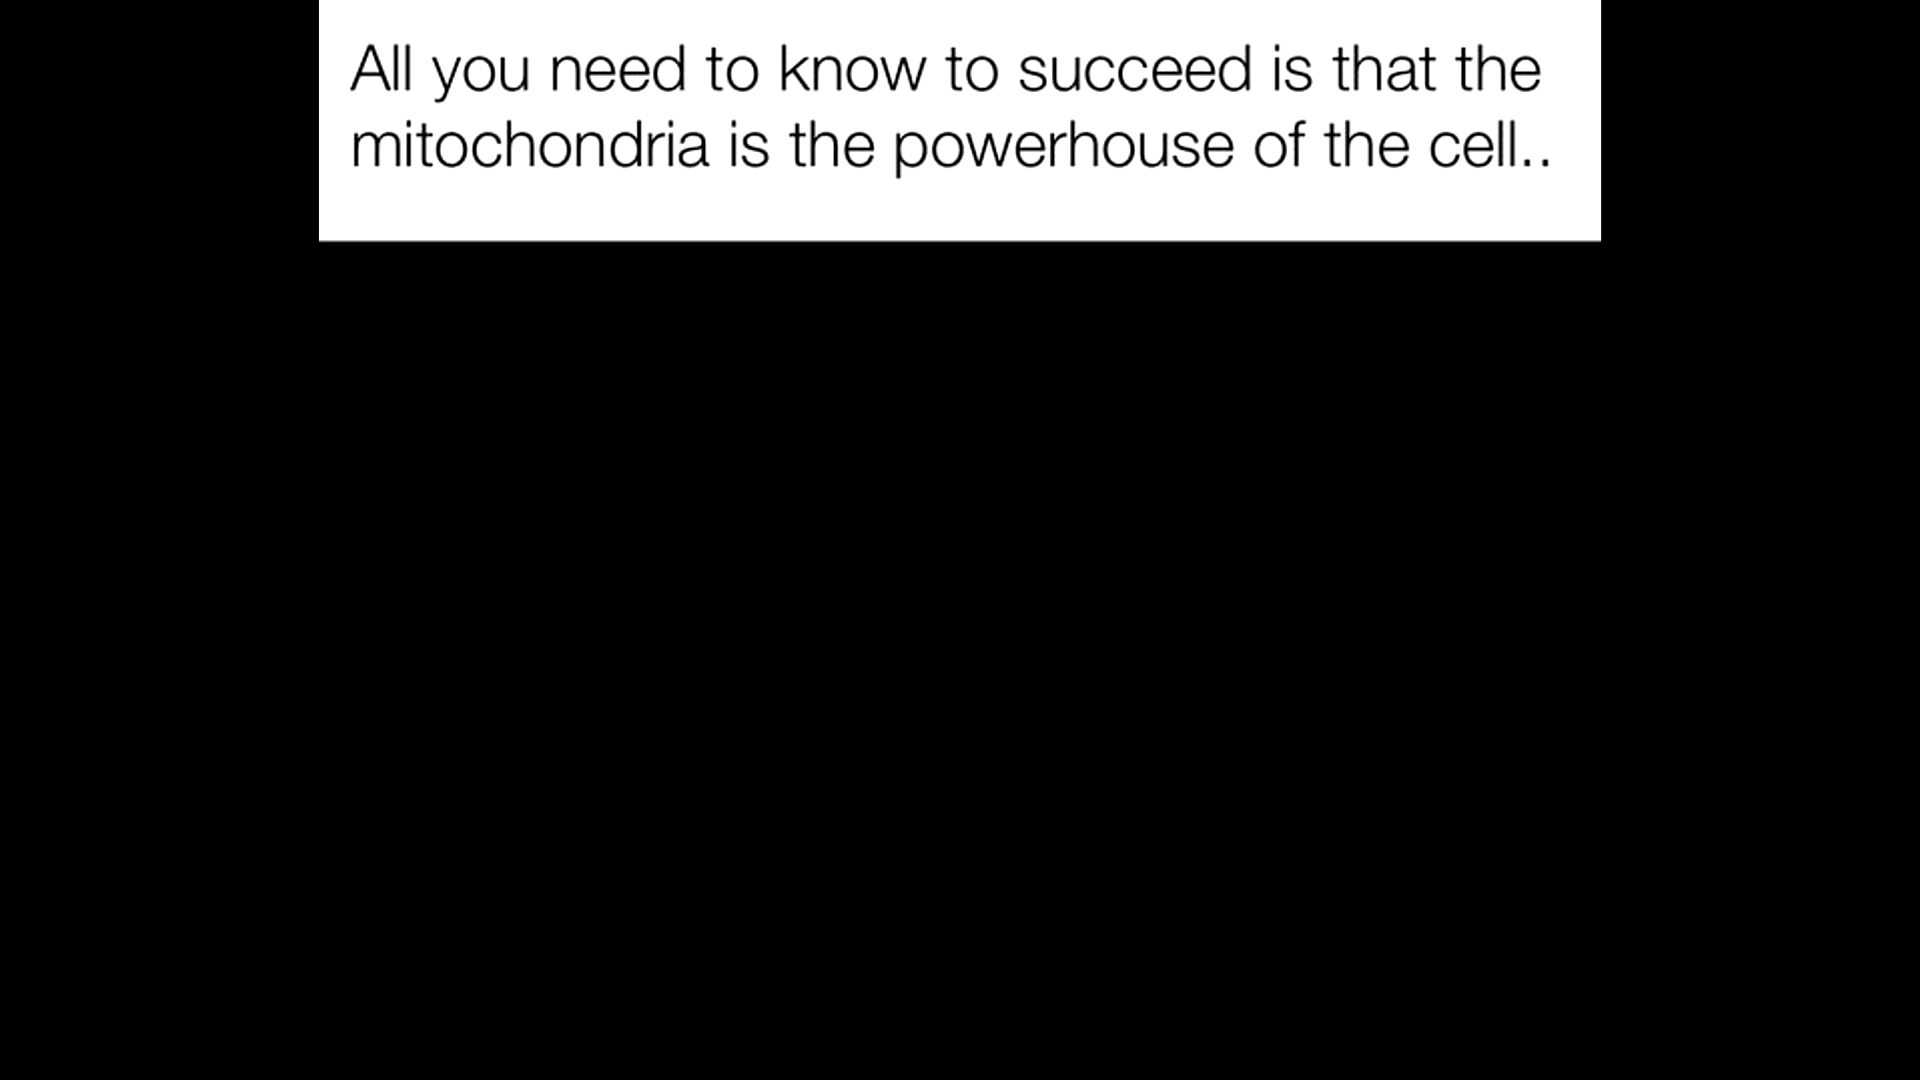 All you need to know to succeed is that the
mitochondria is the powerhouse of the cell..